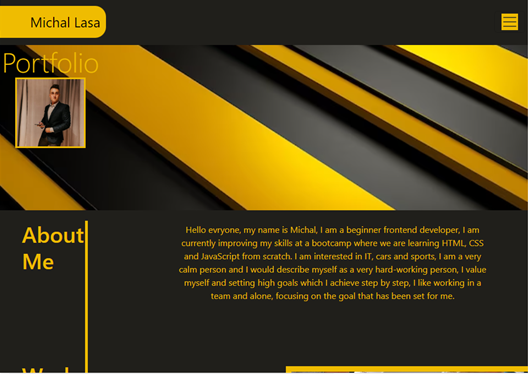 Michal Lasa
Portfolio
About
Me
Hello evryone, my name is Michal, I am a beginner frontend developer, I am
currently improving my skills at a bootcamp where we are learning HTML, CSS
and JavaScript from scratch. I am interested in IT, cars and sports, I am a very
calm person and I would describe myself as a very hard-working person, I value
myself and setting high goals which I achieve step by step, I like working in a
team and alone, focusing on the goal that has been set for me.